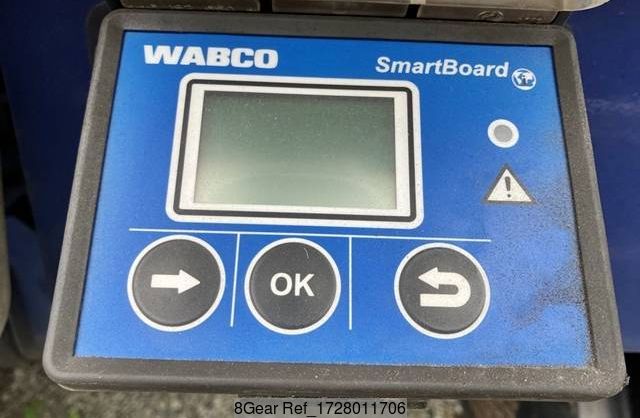 WABCO
SmartBoard
OK
8Gear Ref_1728011706